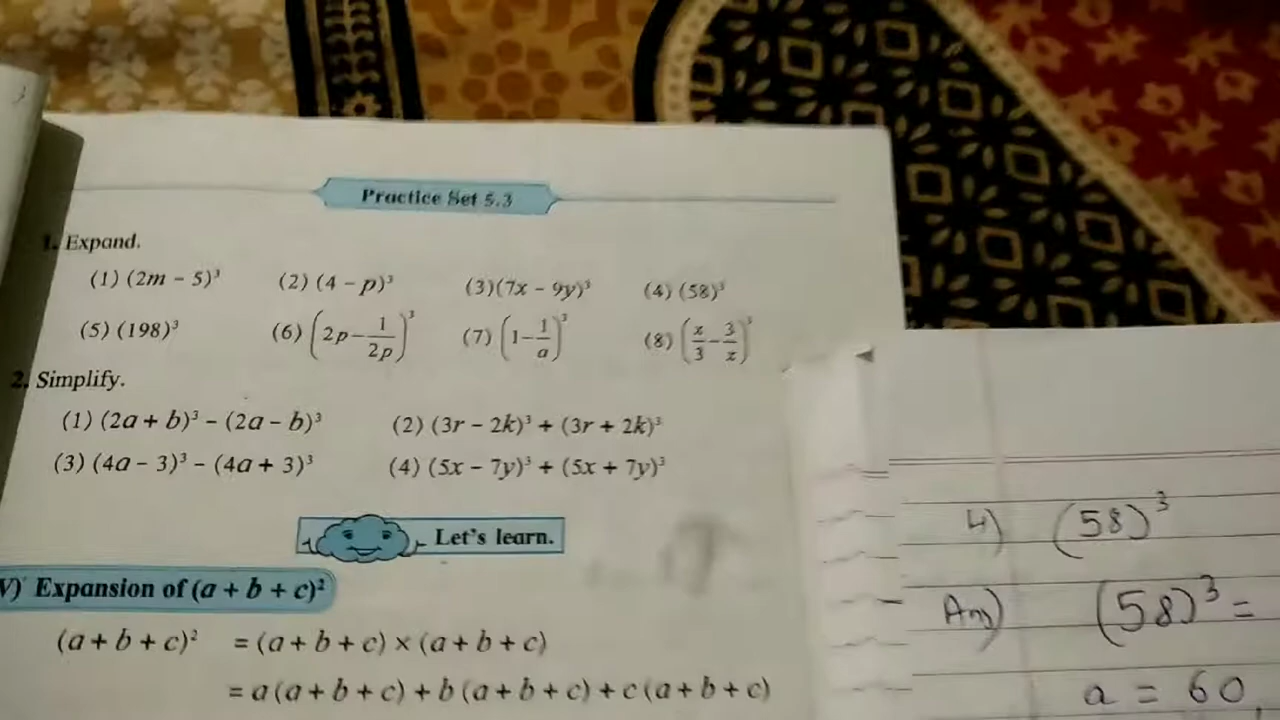 Practice Set 5.3
1. Expand.
(1) (2m – 5)³ (2) (4 – p)³ (3)(7x – 9y)³ (4) (58)³
(5) (198)³ (6) (2p – 1/2p)³ (7) (1 – 1/a)³ (8) (x/3 – 3/x)³
2. Simplify.
(1) (2a + b)³ – (2a – b)³ (2) (3r – 2k)³ + (3r + 2k)³
(3) (4a – 3)³ – (4a + 3)³ (4) (5x – 7y)³ + (5x + 7y)³
Let's learn.
V) Expansion of (a + b + c)²
(a + b + c)² = (a + b + c) × (a + b + c)
= a (a + b + c) + b (a + b + c) + c (a + b + c)
4) (58)³
Ans) (58)³ =
a = 60,